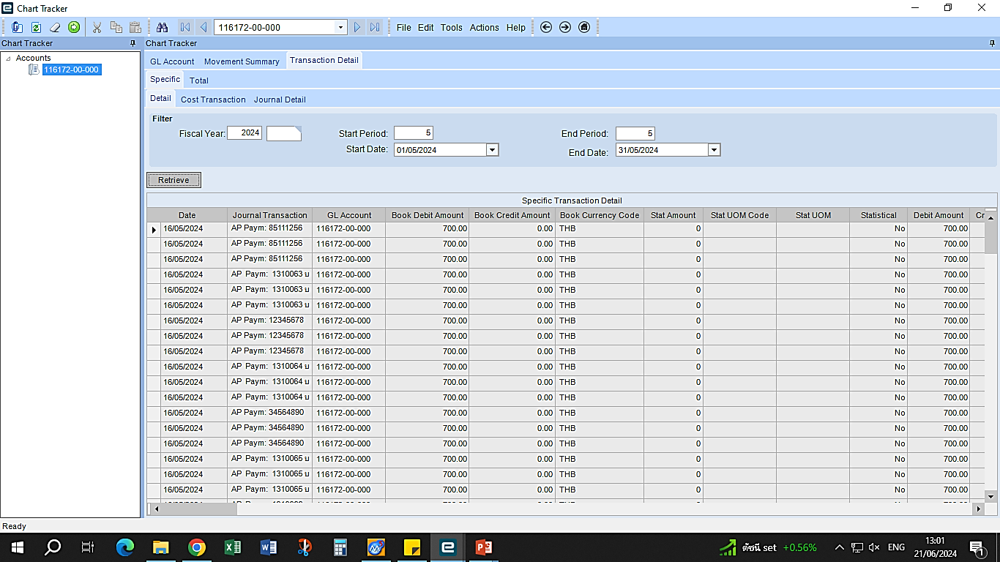 Chart Tracker
116172-00-000 File Edit Tools Actions Help
Chart Tracker
Accounts
116172-00-000
Chart Tracker
GL Account Movement Summary Transaction Detail
Specific Total
Detail Cost Transaction Journal Detail
Filter
Fiscal Year: 2024 Start Period: 5 End Period: 5
Start Date: 01/05/2024 End Date: 31/05/2024
Retrieve
Specific Transaction Detail
Date Journal Transaction GL Account Book Debit Amount Book Credit Amount Book Currency Code Stat Amount Stat UOM Code Stat UOM Statistical Debit Amount Cr
16/05/2024 AP Paym: 85111256 116172-00-000 700.00 0.00 THB 0 No 700.00
16/05/2024 AP Paym: 85111256 116172-00-000 700.00 0.00 THB 0 No 700.00
16/05/2024 AP Paym: 85111256 116172-00-000 700.00 0.00 THB 0 No 700.00
16/05/2024 AP Paym: 1310063 บ 116172-00-000 700.00 0.00 THB 0 No 700.00
16/05/2024 AP Paym: 1310063 บ 116172-00-000 700.00 0.00 THB 0 No 700.00
16/05/2024 AP Paym: 1310063 บ 116172-00-000 700.00 0.00 THB 0 No 700.00
16/05/2024 AP Paym: 12345678 116172-00-000 700.00 0.00 THB 0 No 700.00
16/05/2024 AP Paym: 12345678 116172-00-000 700.00 0.00 THB 0 No 700.00
16/05/2024 AP Paym: 12345678 116172-00-000 700.00 0.00 THB 0 No 700.00
16/05/2024 AP Paym: 1310064 บ 116172-00-000 700.00 0.00 THB 0 No 700.00
16/05/2024 AP Paym: 1310064 บ 116172-00-000 700.00 0.00 THB 0 No 700.00
16/05/2024 AP Paym: 1310064 บ 116172-00-000 700.00 0.00 THB 0 No 700.00
16/05/2024 AP Paym: 34564890 116172-00-000 700.00 0.00 THB 0 No 700.00
16/05/2024 AP Paym: 34564890 116172-00-000 700.00 0.00 THB 0 No 700.00
16/05/2024 AP Paym: 34564890 116172-00-000 700.00 0.00 THB 0 No 700.00
16/05/2024 AP Paym: 1310065 บ 116172-00-000 700.00 0.00 THB 0 No 700.00
16/05/2024 AP Paym: 1310065 บ 116172-00-000 700.00 0.00 THB 0 No 700.00
16/05/2024 AP Paym: 1310065 บ 116172-00-000 700.00 0.00 THB 0 No 700.00
Ready
ดัชนี set +0.56% ENG 13:01
21/06/2024 1